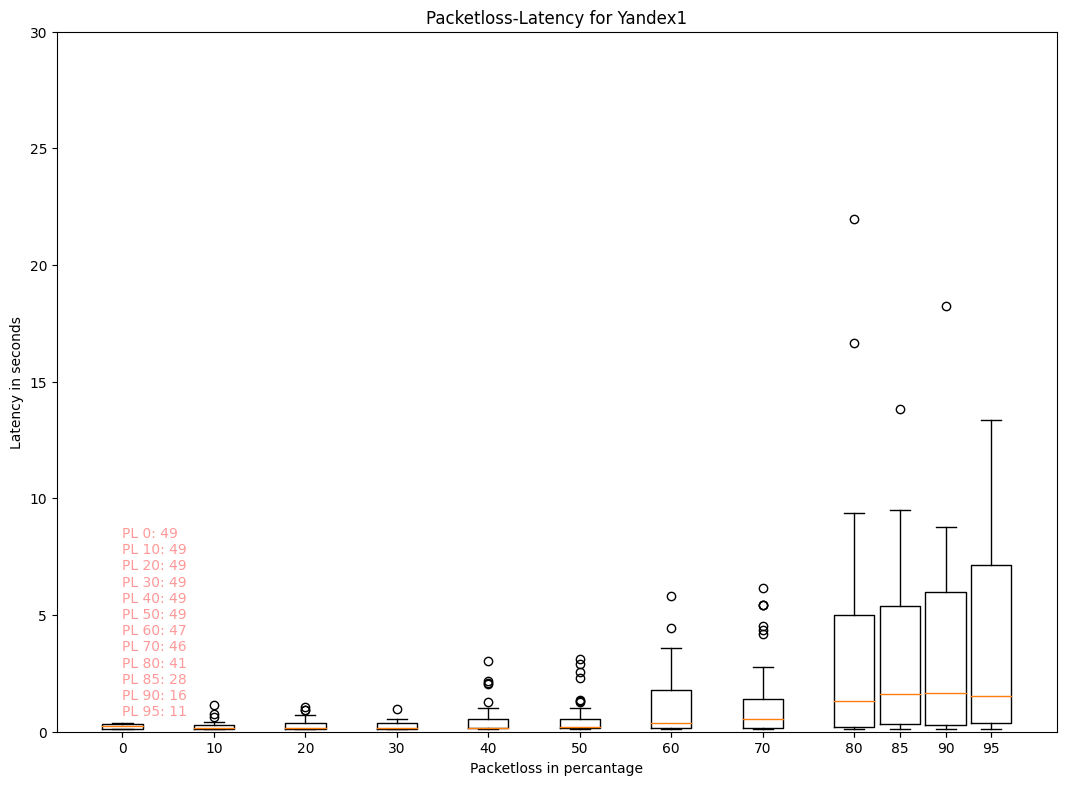 Packetloss-Latency for Yandex1
30
25
20
15
10
5
0
Latency in seconds
PL 0: 49
PL 10: 49
PL 20: 49
PL 30: 49
PL 40: 49
PL 50: 49
PL 60: 47
PL 70: 46
PL 80: 41
PL 85: 28
PL 90: 16
PL 95: 11
0 10 20 30 40 50 60 70 80 85 90 95
Packetloss in percantage